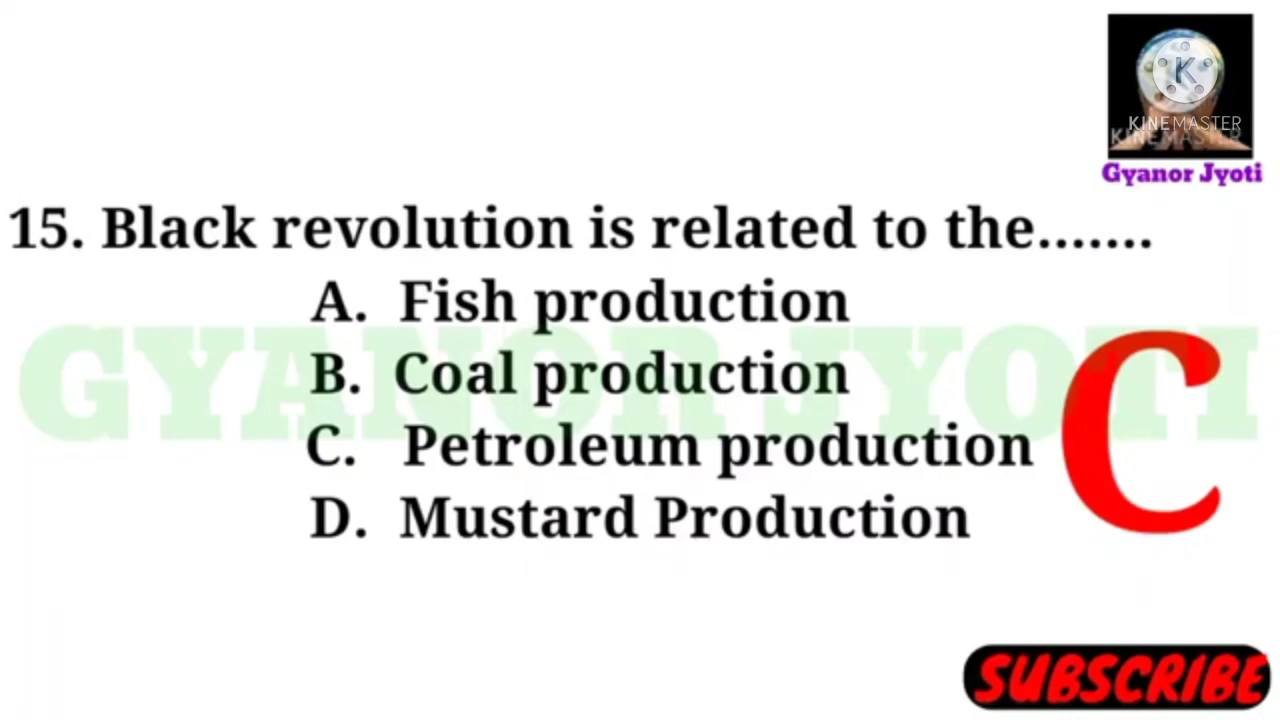 K
KINEMASTER
KINEMASTER
Gyanor Jyoti
15. Black revolution is related to the.......
A. Fish production
B. Coal production
C. Petroleum production
D. Mustard Production
C
GYANOR JYOTI
SUBSCRIBE